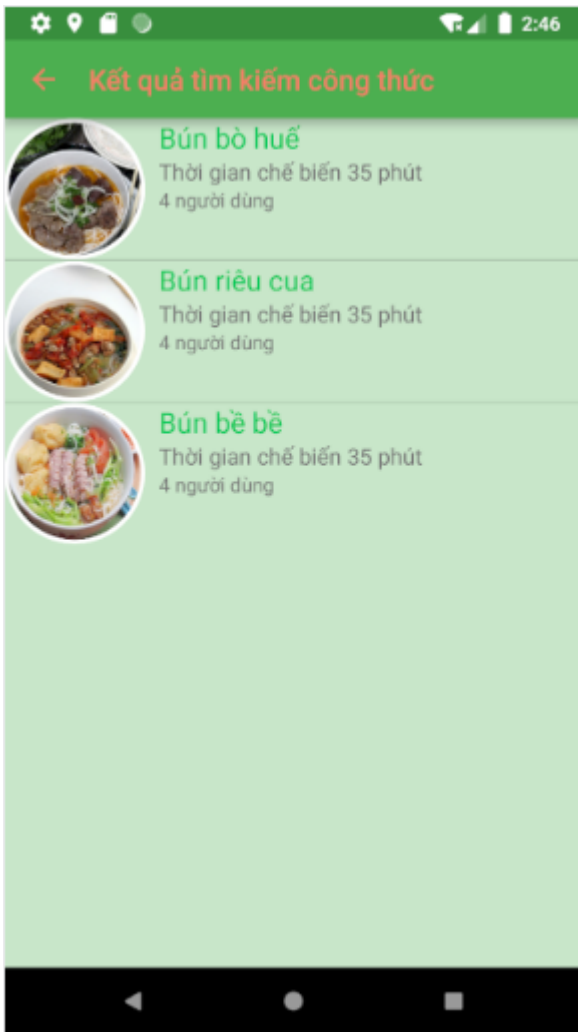 2:46
Kết quả tìm kiếm công thức
Bún bò huế
Thời gian chế biến 35 phút
4 người dùng
Bún riêu cua
Thời gian chế biến 35 phút
4 người dùng
Bún bề bề
Thời gian chế biến 35 phút
4 người dùng